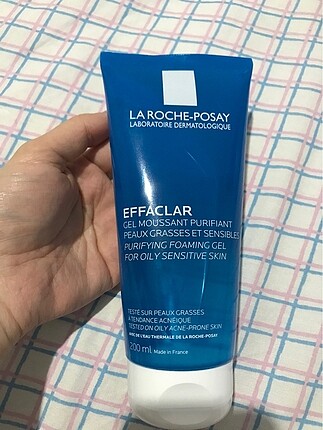 LA ROCHE-POSAY
LABORATOIRE DERMATOLOGIQUE
EFFACLAR
GEL MOUSSANT PURIFIANT
PEAUX GRASSES ET SENSIBLES
PURIFYING FOAMING GEL
FOR OILY SENSITIVE SKIN
TESTÉ SUR PEAUX GRASSES
À TENDANCE ACNÉIQUE
TESTED ON OILY ACNE-PRONE SKIN
AVEC DE L'EAU THERMALE DE LA ROCHE-POSAY
200 ml Made in France